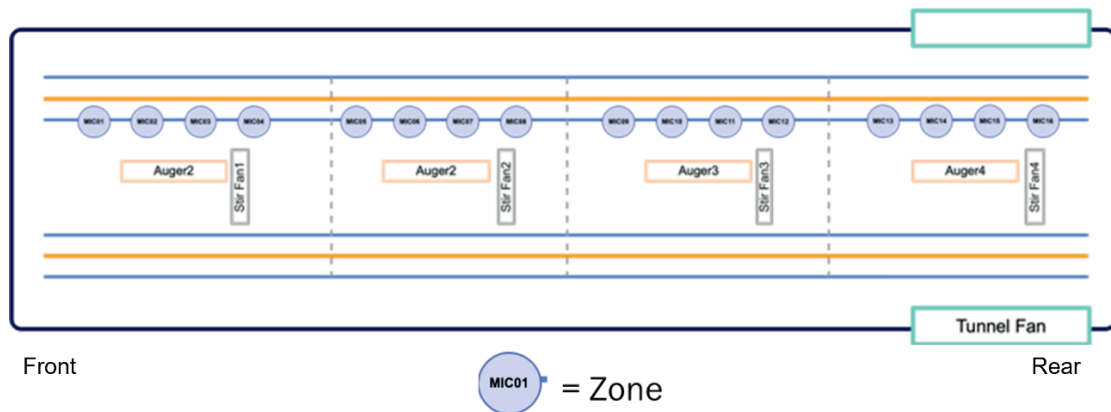 MIC01 MIC02 MIC03 MIC04 MIC05 MIC06 MIC07 MIC08 MIC09 MIC10 MIC11 MIC12 MIC13 MIC14 MIC15 MIC16
Auger2 Stir Fan1 Auger2 Stir Fan2 Auger3 Stir Fan3 Auger4 Stir Fan4
Tunnel Fan
Front Rear
MIC01 = Zone